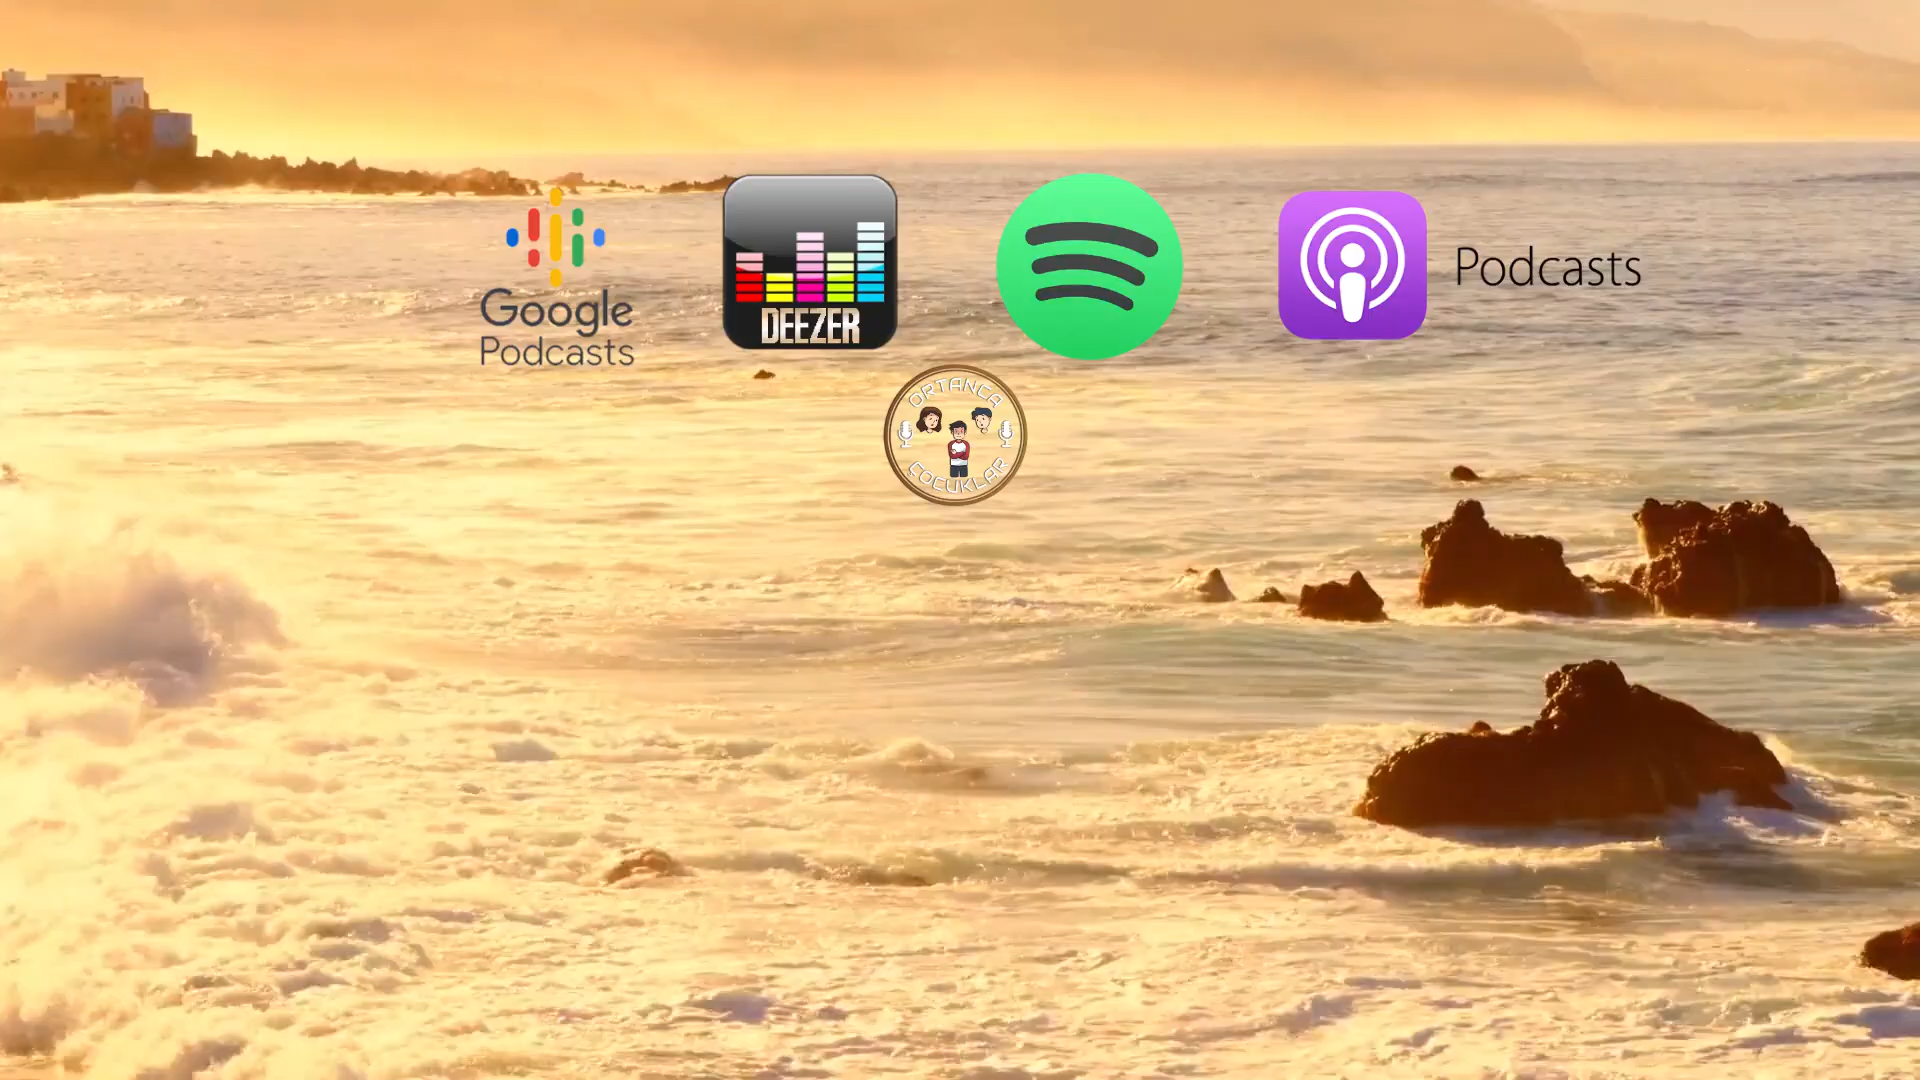 Google
Podcasts
DEEZER
Podcasts
ORTANCA
ÇOCUKLAR